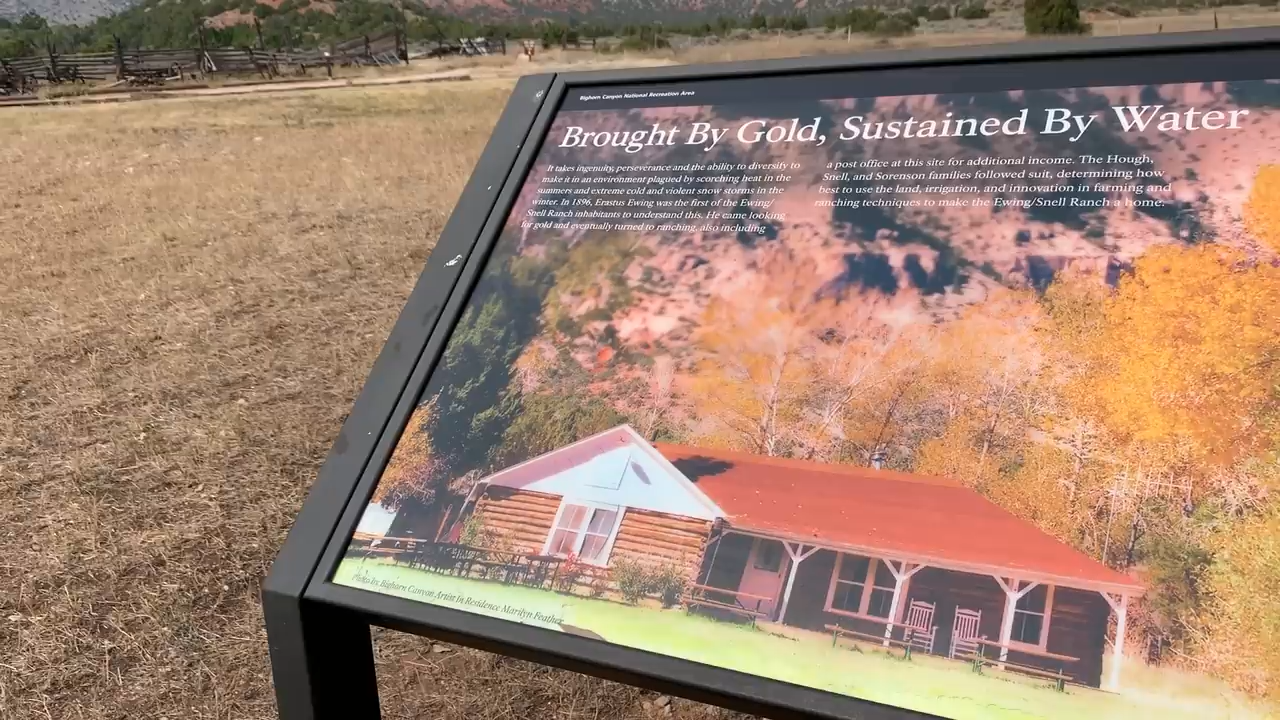 Bighorn Canyon National Recreation Area
Brought By Gold, Sustained By Water
It takes ingenuity, perseverance and the ability to diversify to
make it in an environment plagued by scorching heat in the
summers and extreme cold and violent snow storms in the
winter. In 1896, Erastus Ewing was the first of the Ewing/
Snell Ranch inhabitants to understand this. He came looking
for gold and eventually turned to ranching, also including
a post office at this site for additional income. The Hough,
Snell, and Sorenson families followed suit, determining how
best to use the land, irrigation, and innovation in farming and
ranching techniques to make the Ewing/Snell Ranch a home.
Photo by Bighorn Canyon Artist In Residence Marilyn Feather